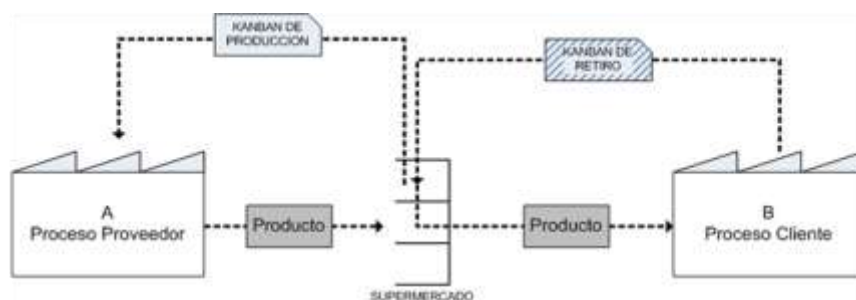 KANBAN DE
PRODUCCION
KANBAN DE
RETIRO
A
Proceso Proveedor
Producto
Producto
B
Proceso Cliente
SUPERMERCADO